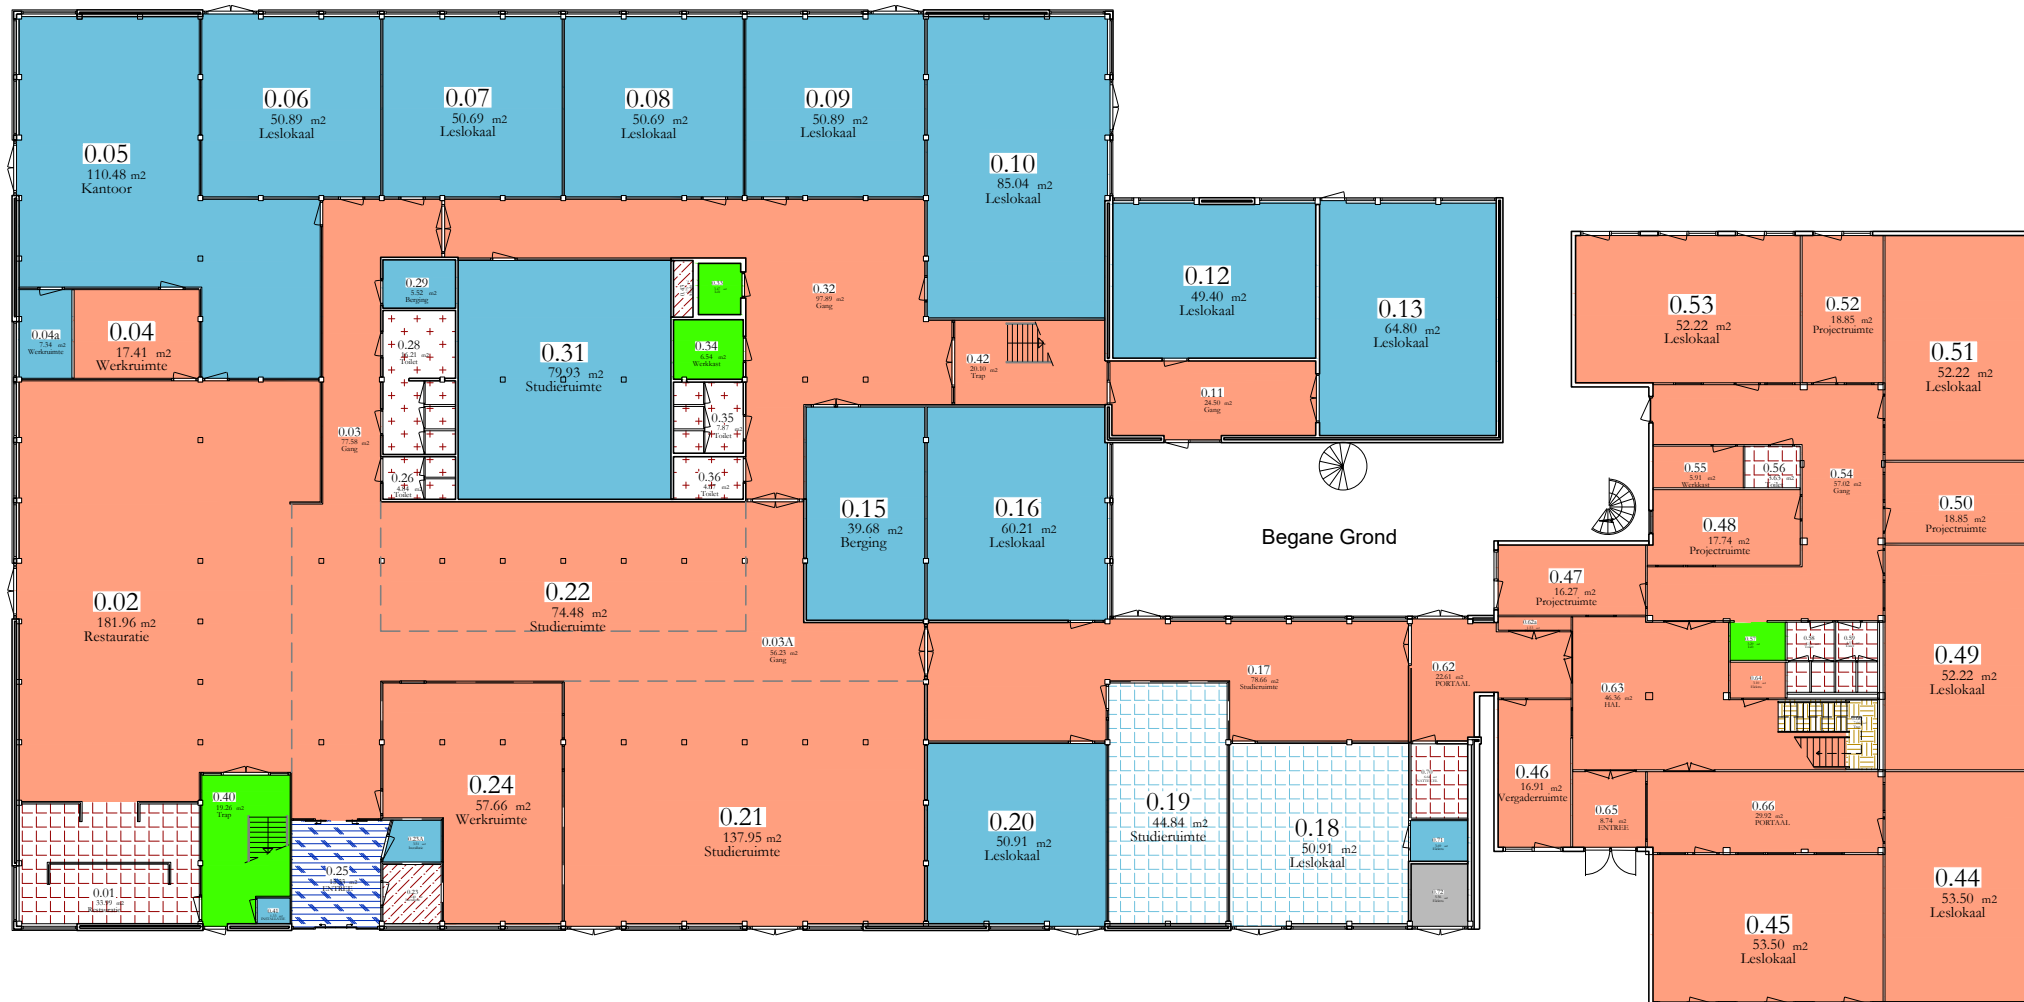 0.05
110.48 m2
Kantoor
0.06
50.89 m2
Leslokaal
0.07
50.69 m2
Leslokaal
0.08
50.69 m2
Leslokaal
0.09
50.89 m2
Leslokaal
0.10
85.04 m2
Leslokaal
0.12
49.40 m2
Leslokaal
0.13
64.80 m2
Leslokaal
0.53
52.22 m2
Leslokaal
0.52
18.85 m2
Projectruimte
0.51
52.22 m2
Leslokaal
0.04a
7.34 m2
Werkruimte
0.04
17.41 m2
Werkruimte
0.29
5.52 m2
Berging
0.28
Toilet
0.31
79.93 m2
Studieruimte
0.34
6.54 m2
Werkkast
0.32
97.89 m2
Gang
0.42
20.10 m2
Trap
0.11
24.50 m2
Gang
0.35
7.87 m2
Toilet
0.03
77.58 m2
Gang
0.26
4.84 m2
Toilet
0.36
Toilet
0.15
39.68 m2
Berging
0.16
60.21 m2
Leslokaal
Begane Grond
0.55
5.91 m2
Werkkast
0.56
3.63 m2
Toilet
0.54
57.02 m2
Gang
0.50
18.85 m2
Projectruimte
0.48
17.74 m2
Projectruimte
0.47
16.27 m2
Projectruimte
0.02
181.96 m2
Restauratie
0.22
74.48 m2
Studieruimte
0.03A
56.23 m2
Gang
0.17
78.66 m2
Studieruimte
0.62
22.61 m2
PORTAAL
0.63
46.36 m2
HAL
0.49
52.22 m2
Leslokaal
0.40
19.26 m2
Trap
0.24
57.66 m2
Werkruimte
0.21
137.95 m2
Studieruimte
0.20
50.91 m2
Leslokaal
0.19
44.84 m2
Studieruimte
0.18
50.91 m2
Leslokaal
0.46
16.91 m2
Vergaderruimte
0.65
8.74 m2
ENTREE
0.66
29.92 m2
PORTAAL
0.01
33.99 m2
Restauratie
0.25
ENTREE
0.45
53.50 m2
Leslokaal
0.44
53.50 m2
Leslokaal